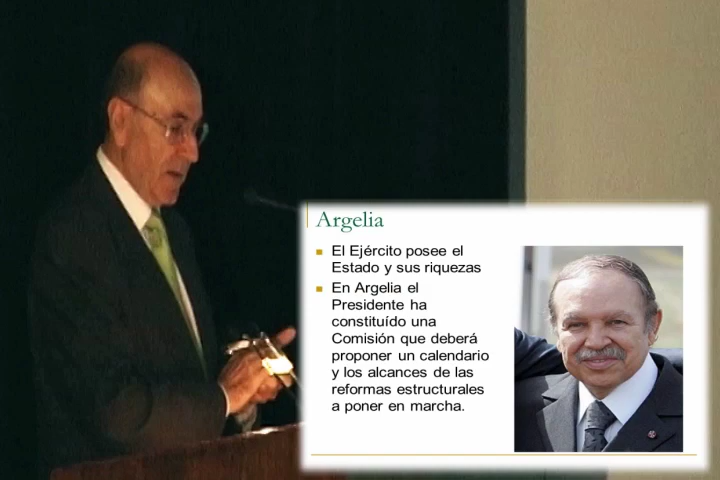 Argelia
El Ejército posee el
Estado y sus riquezas
En Argelia el
Presidente ha
constituído una
Comisión que deberá
proponer un calendario
y los alcances de las
reformas estructurales
a poner en marcha.